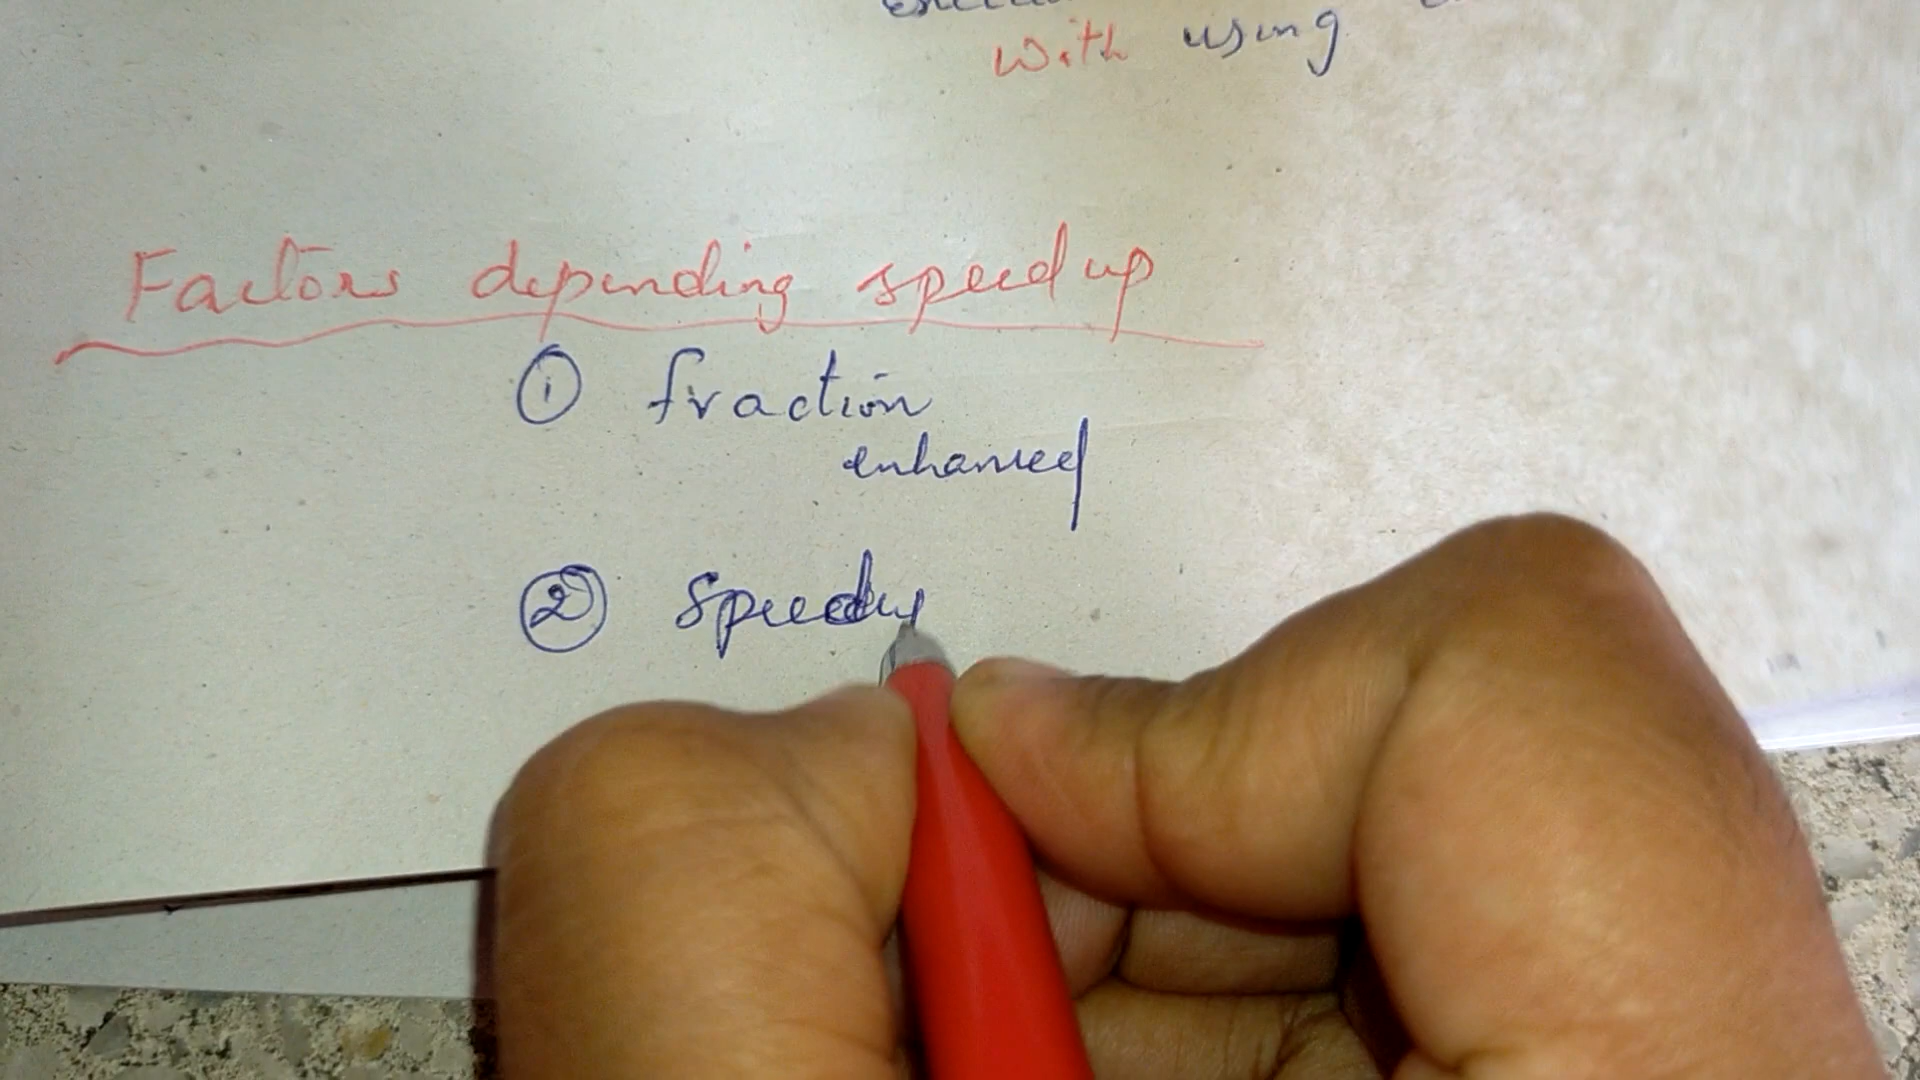 with using
Factors depending speedup
① fraction
enhanced
② speedu